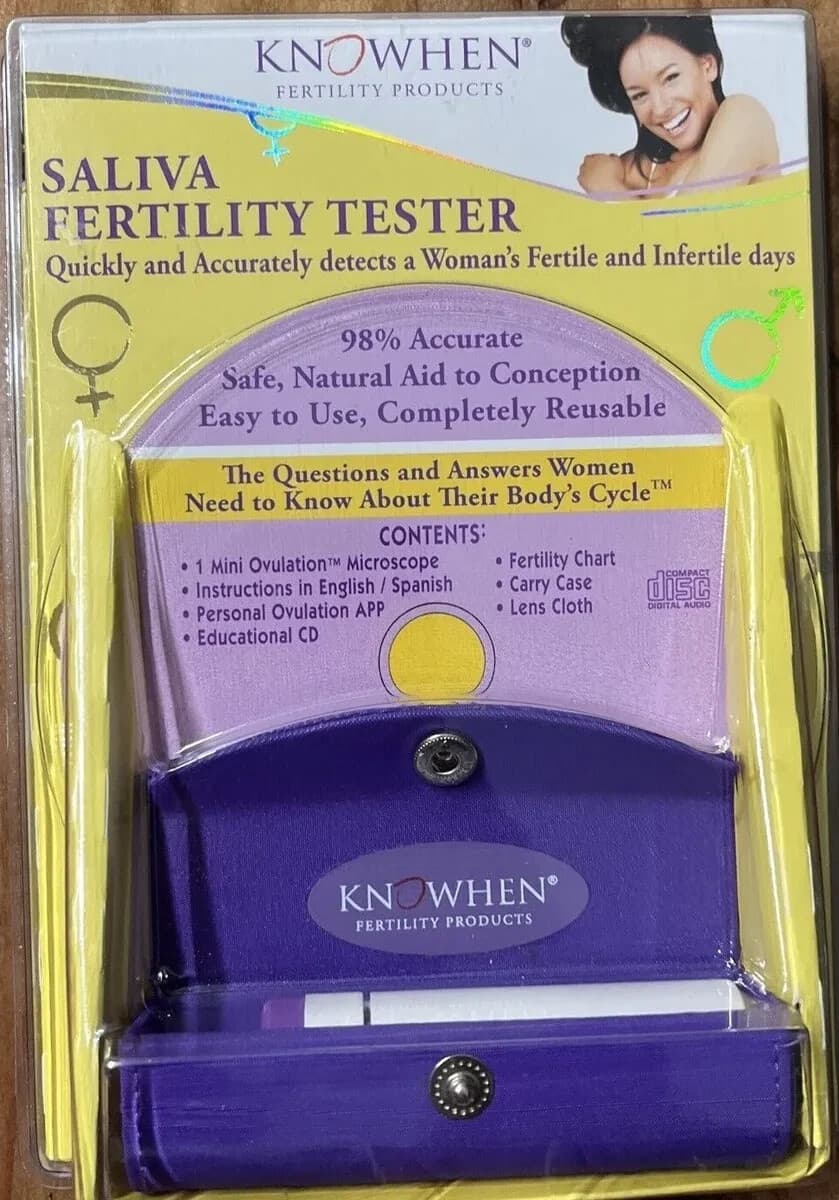 KNOWHEN®
FERTILITY PRODUCTS
SALIVA
FERTILITY TESTER
Quickly and Accurately detects a Woman's Fertile and Infertile days
98% Accurate
Safe, Natural Aid to Conception
Easy to Use, Completely Reusable
The Questions and Answers Women
Need to Know About Their Body's Cycle™
CONTENTS:
• 1 Mini Ovulation™ Microscope
• Instructions in English / Spanish
• Personal Ovulation APP
• Educational CD
• Fertility Chart
• Carry Case
• Lens Cloth
COMPACT
disc
DIGITAL AUDIO
KNOWHEN®
FERTILITY PRODUCTS